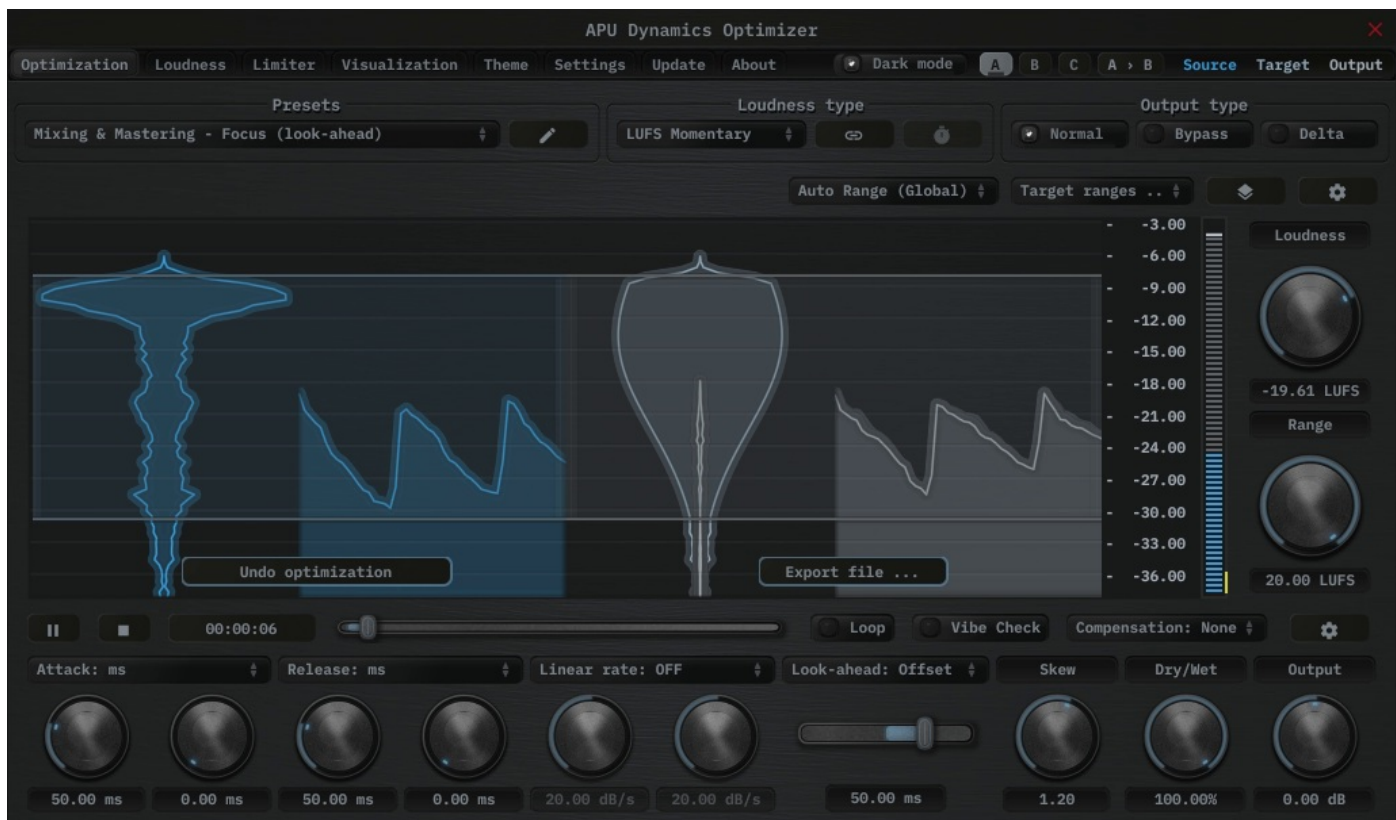 APU Dynamics Optimizer
Optimization Loudness Limiter Visualization Theme Settings Update About Dark mode A B C A › B Source Target Output
Presets Loudness type Output type
Mixing & Mastering - Focus (look-ahead) LUFS Momentary Normal Bypass Delta
Auto Range (Global) Target ranges ..
- -3.00
Loudness
- -6.00
- -9.00
- -12.00
- -15.00
- -18.00
-19.61 LUFS
- -21.00
Range
- -24.00
- -27.00
- -30.00
- -33.00
Undo optimization Export file ... - -36.00 20.00 LUFS
00:00:06 Loop Vibe Check Compensation: None
Attack: ms Release: ms Linear rate: OFF Look-ahead: Offset Skew Dry/Wet Output
50.00 ms 0.00 ms 50.00 ms 0.00 ms 20.00 dB/s 20.00 dB/s 50.00 ms 1.20 100.00% 0.00 dB